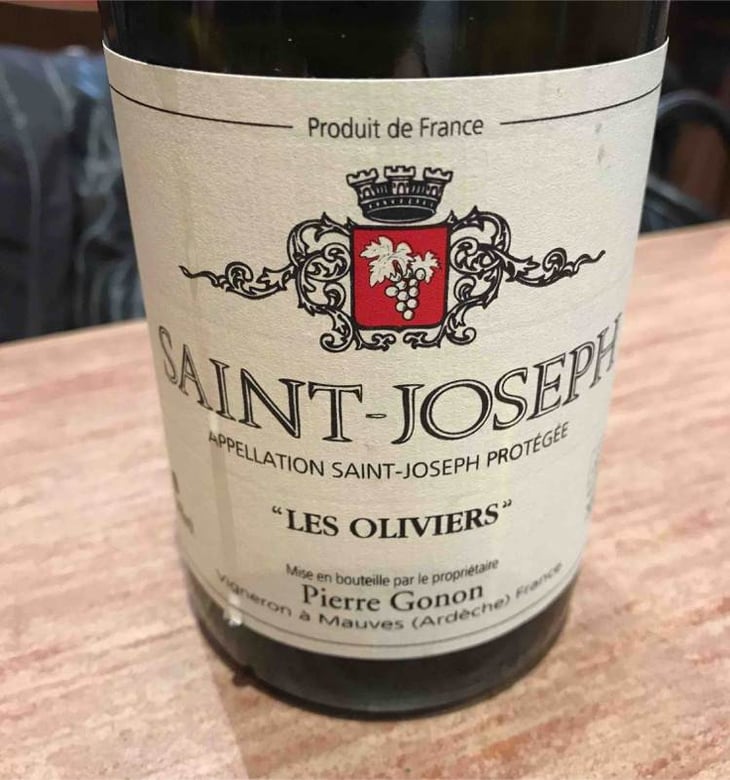 Produit de France
SAINT-JOSEPH
APPELLATION SAINT-JOSEPH PROTÉGÉE
"LES OLIVIERS"
Mise en bouteille par le propriétaire
Pierre Gonon
Vigneron à Mauves (Ardèche) France